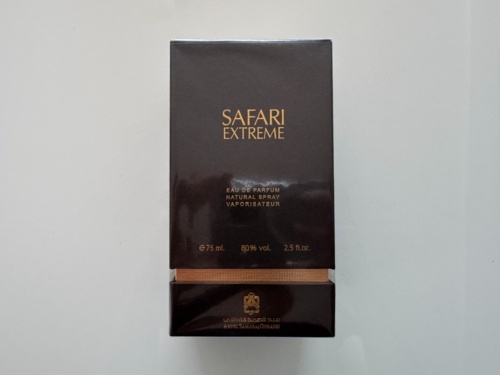 SAFARI
EXTREME
EAU DE PARFUM
NATURAL SPRAY
VAPORISATEUR
℮75 ml. 80% vol. 2.5 fl.oz.